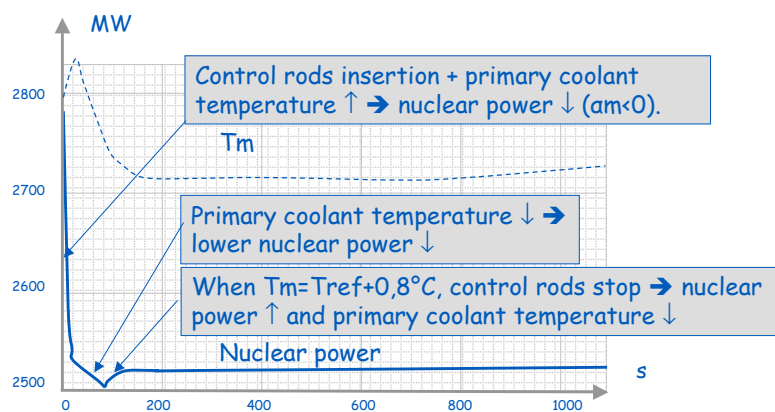 MW
Control rods insertion + primary coolant
temperature ↑ ➔ nuclear power ↓ (αm<0).
2800
Tm
2700
Primary coolant temperature ↓ ➔
lower nuclear power ↓
2600
When Tm=Tref+0,8°C, control rods stop ➔ nuclear
power ↑ and primary coolant temperature ↓
Nuclear power
s
2500
0 200 400 600 800 1000